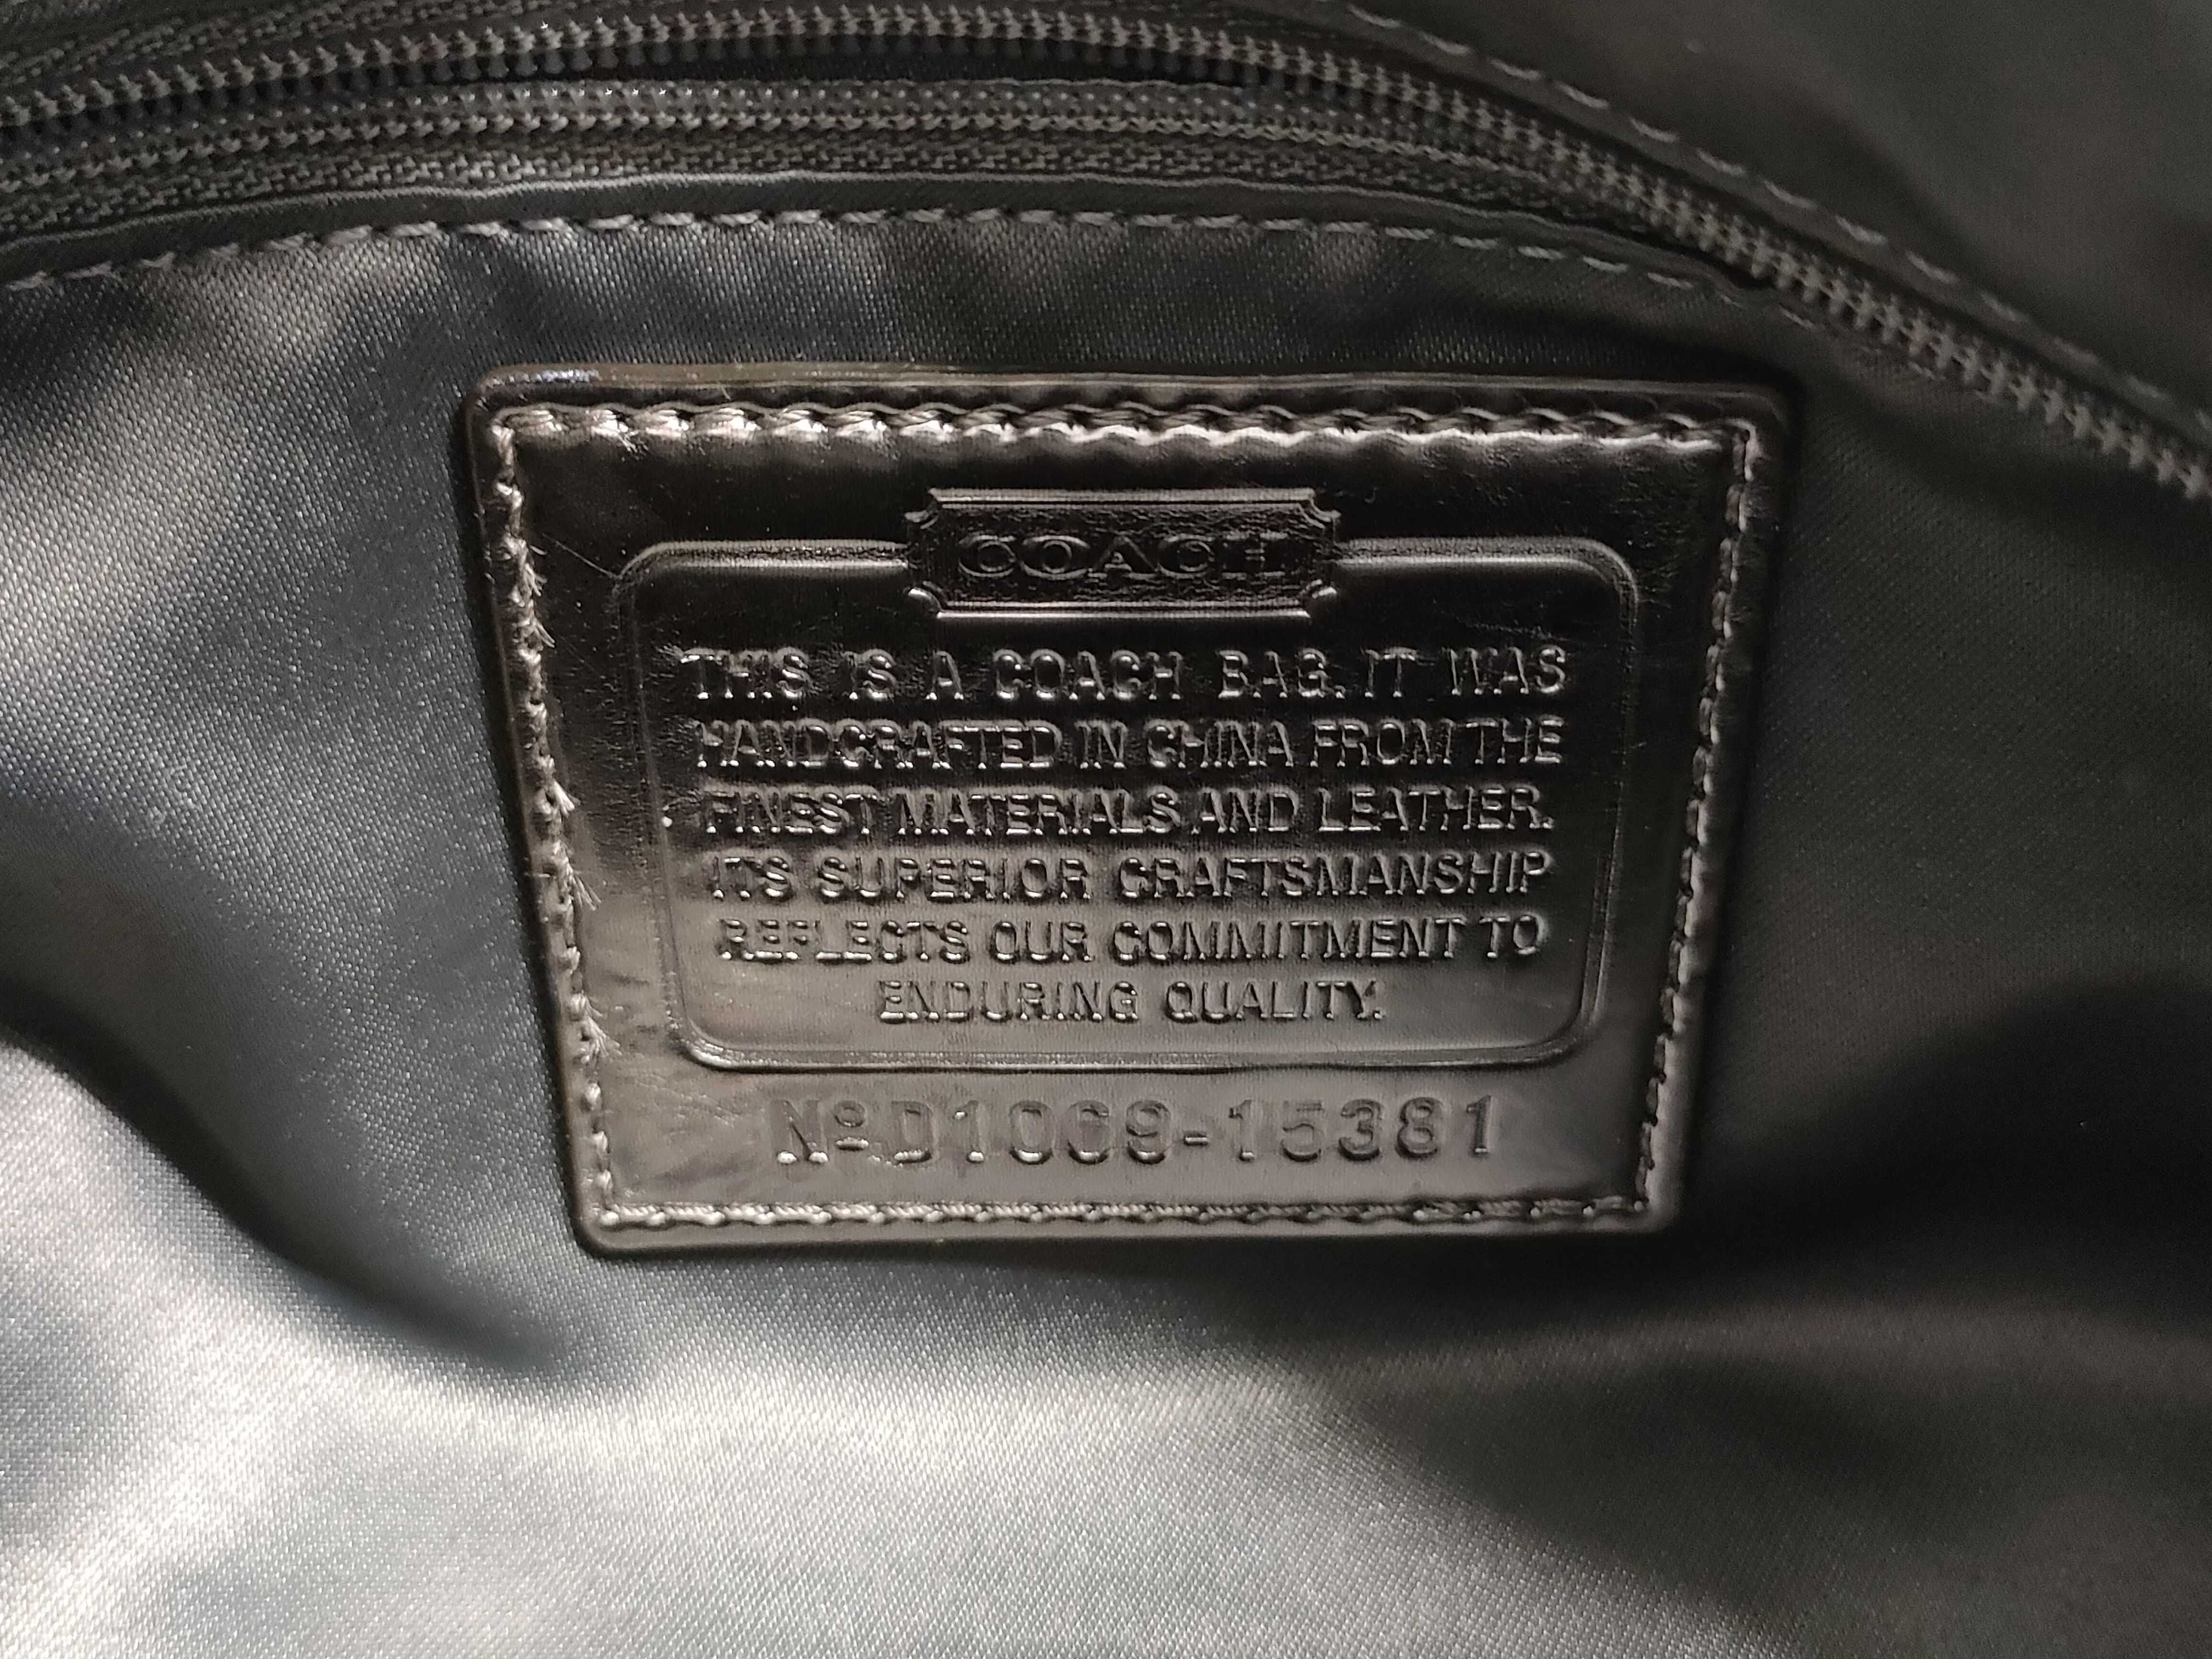 COACH
THIS IS A COACH BAG. IT WAS
HANDCRAFTED IN CHINA FROM THE
FINEST MATERIALS AND LEATHER.
ITS SUPERIOR CRAFTSMANSHIP
REFLECTS OUR COMMITMENT TO
ENDURING QUALITY.
Nº D1069-15381